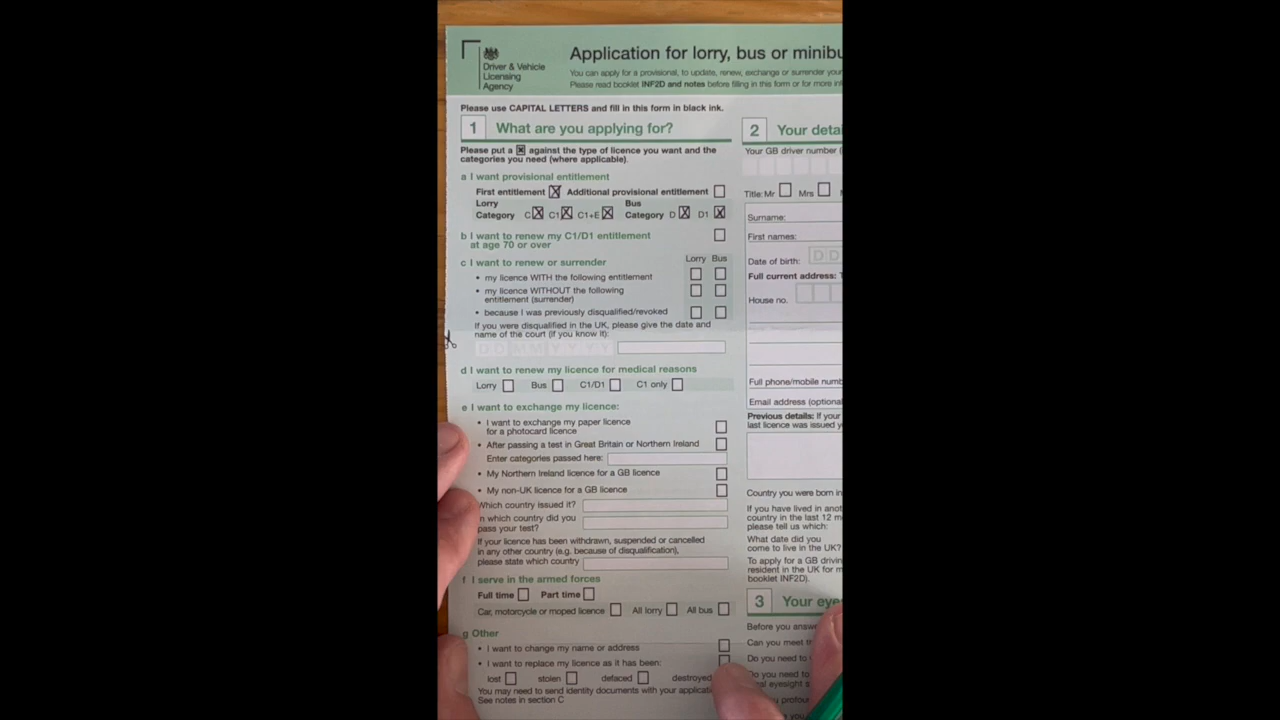 Driver & Vehicle
Licensing
Agency
Application for lorry, bus or minibu
You can apply for a provisional, to update, renew, exchange or surrender your
Please read booklet INF2D and notes before filling in this form or for more in
Please use CAPITAL LETTERS and fill in this form in black ink.
1 What are you applying for?
Please put a against the type of licence you want and the
categories you need (where applicable).
a I want provisional entitlement
First entitlement Additional provisional entitlement
Lorry Bus
Category C C1 C1+E Category D D1
b I want to renew my C1/D1 entitlement
at age 70 or over
c I want to renew or surrender Lorry Bus
• my licence WITH the following entitlement
• my licence WITHOUT the following
entitlement (surrender)
• because I was previously disqualified/revoked
If you were disqualified in the UK, please give the date and
name of the court (if you know it):
DD MM YYYY
d I want to renew my licence for medical reasons
Lorry Bus C1/D1 C1 only
e I want to exchange my licence:
• I want to exchange my paper licence
for a photocard licence
• After passing a test in Great Britain or Northern Ireland
Enter categories passed here:
• My Northern Ireland licence for a GB licence
• My non-UK licence for a GB licence
Which country issued it?
n which country did you
pass your test?
If your licence has been withdrawn, suspended or cancelled
in any other country (e.g. because of disqualification),
please state which country
f I serve in the armed forces
Full time Part time
Car, motorcycle or moped licence All lorry All bus
g Other
• I want to change my name or address
• I want to replace my licence as it has been:
lost stolen defaced destroyed
You may need to send identity documents with your applicati
See notes in section C
2 Your detai
Your GB driver number (
Title: Mr Mrs
Surname:
First names:
Date of birth: DD
Full current address: T
House no.
Full phone/mobile numb
Email address (optional
Previous details: If your
last licence was issued y
Country you were born in
If you have lived in anot
country in the last 12 m
please tell us which:
What date did you
come to live in the UK?
To apply for a GB drivin
resident in the UK for m
booklet INF2D).
3 Your eye
Before you answe
Can you meet th
Do you need to
Do you need to
eyesight s